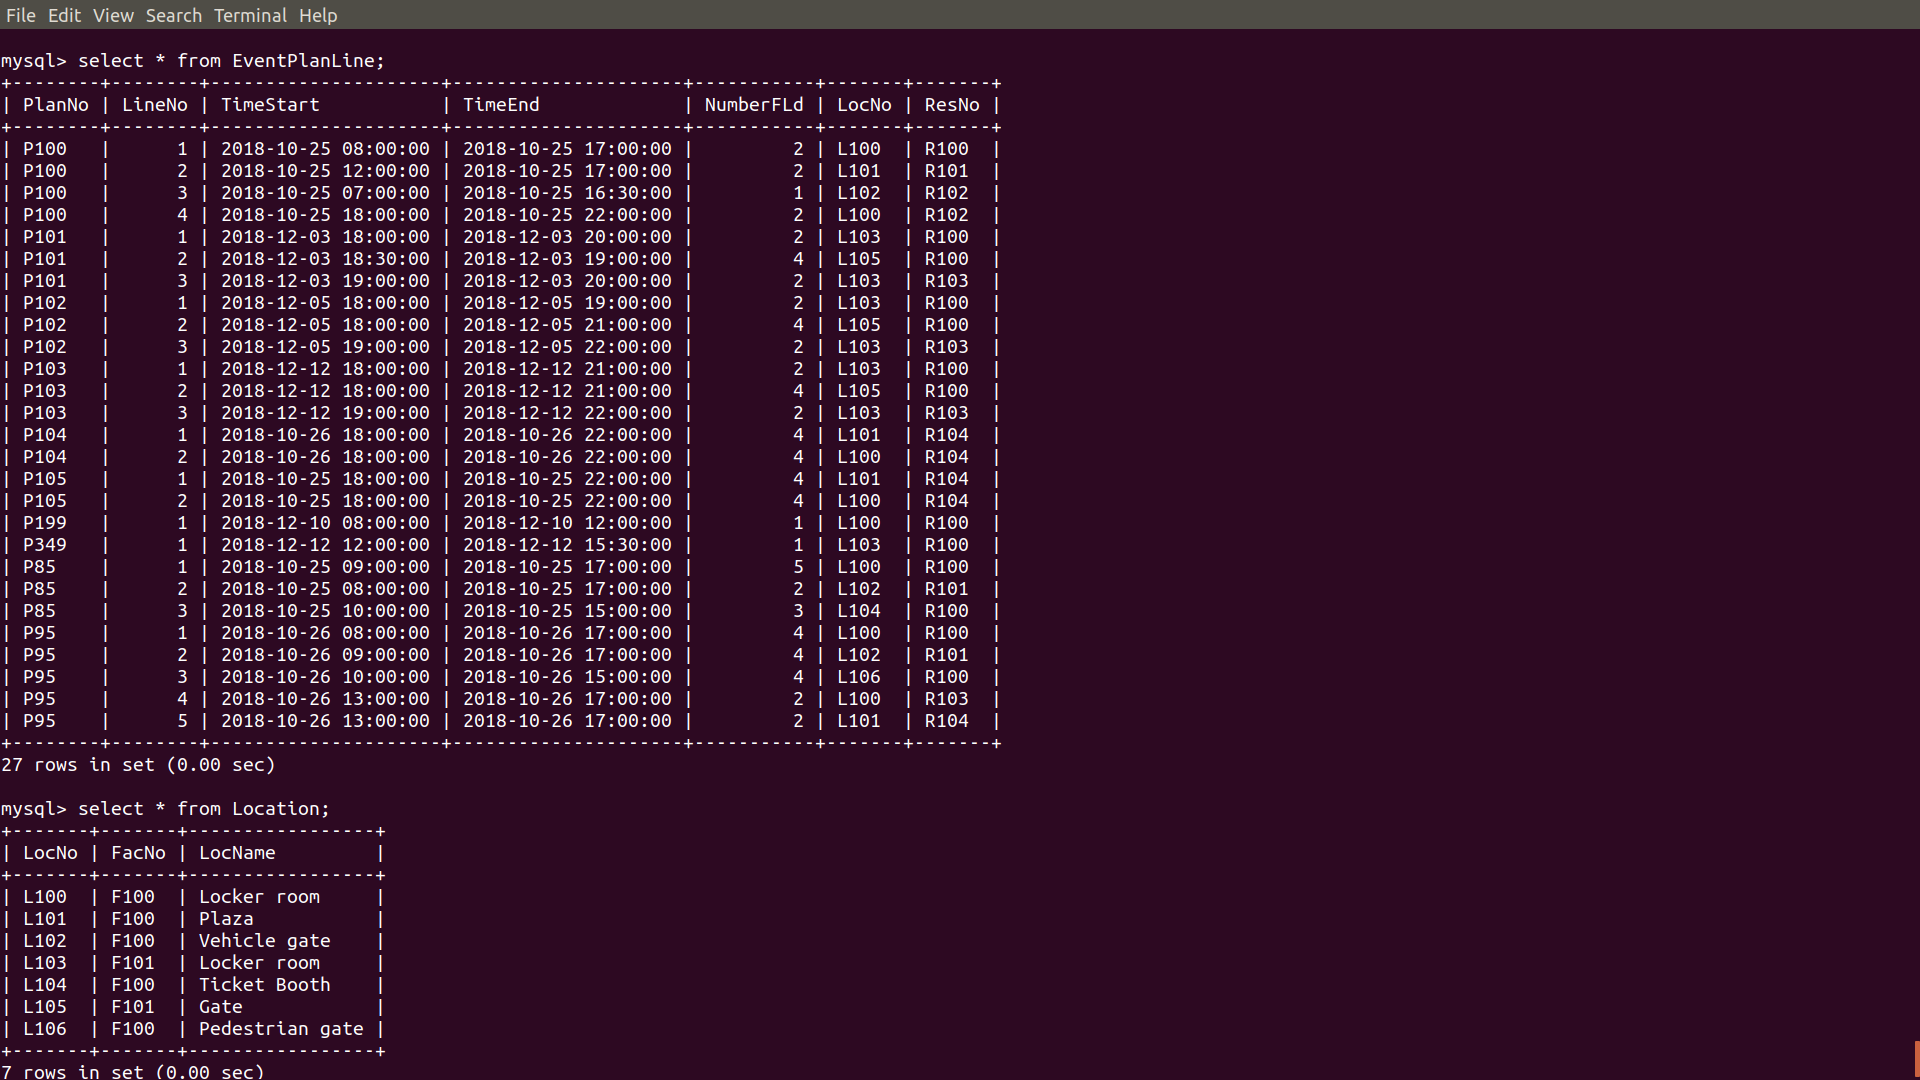 File Edit View Search Terminal Help
mysql> select * from EventPlanLine;
+--------+--------+---------------------+---------------------+-----------+-------+-------+
| PlanNo | LineNo | TimeStart           | TimeEnd             | NumberFLd | LocNo | ResNo |
+--------+--------+---------------------+---------------------+-----------+-------+-------+
| P100   |      1 | 2018-10-25 08:00:00 | 2018-10-25 17:00:00 |         2 | L100  | R100  |
| P100   |      2 | 2018-10-25 12:00:00 | 2018-10-25 17:00:00 |         2 | L101  | R101  |
| P100   |      3 | 2018-10-25 07:00:00 | 2018-10-25 16:30:00 |         1 | L102  | R102  |
| P100   |      4 | 2018-10-25 18:00:00 | 2018-10-25 22:00:00 |         2 | L100  | R102  |
| P101   |      1 | 2018-12-03 18:00:00 | 2018-12-03 20:00:00 |         2 | L103  | R100  |
| P101   |      2 | 2018-12-03 18:30:00 | 2018-12-03 19:00:00 |         4 | L105  | R100  |
| P101   |      3 | 2018-12-03 19:00:00 | 2018-12-03 20:00:00 |         2 | L103  | R103  |
| P102   |      1 | 2018-12-05 18:00:00 | 2018-12-05 19:00:00 |         2 | L103  | R100  |
| P102   |      2 | 2018-12-05 18:00:00 | 2018-12-05 21:00:00 |         4 | L105  | R100  |
| P102   |      3 | 2018-12-05 19:00:00 | 2018-12-05 22:00:00 |         2 | L103  | R103  |
| P103   |      1 | 2018-12-12 18:00:00 | 2018-12-12 21:00:00 |         2 | L103  | R100  |
| P103   |      2 | 2018-12-12 18:00:00 | 2018-12-12 21:00:00 |         4 | L105  | R100  |
| P103   |      3 | 2018-12-12 19:00:00 | 2018-12-12 22:00:00 |         2 | L103  | R103  |
| P104   |      1 | 2018-10-26 18:00:00 | 2018-10-26 22:00:00 |         4 | L101  | R104  |
| P104   |      2 | 2018-10-26 18:00:00 | 2018-10-26 22:00:00 |         4 | L100  | R104  |
| P105   |      1 | 2018-10-25 18:00:00 | 2018-10-25 22:00:00 |         4 | L101  | R104  |
| P105   |      2 | 2018-10-25 18:00:00 | 2018-10-25 22:00:00 |         4 | L100  | R104  |
| P199   |      1 | 2018-12-10 08:00:00 | 2018-12-10 12:00:00 |         1 | L100  | R100  |
| P349   |      1 | 2018-12-12 12:00:00 | 2018-12-12 15:30:00 |         1 | L103  | R100  |
| P85    |      1 | 2018-10-25 09:00:00 | 2018-10-25 17:00:00 |         5 | L100  | R100  |
| P85    |      2 | 2018-10-25 08:00:00 | 2018-10-25 17:00:00 |         2 | L102  | R101  |
| P85    |      3 | 2018-10-25 10:00:00 | 2018-10-25 15:00:00 |         3 | L104  | R100  |
| P95    |      1 | 2018-10-26 08:00:00 | 2018-10-26 17:00:00 |         4 | L100  | R100  |
| P95    |      2 | 2018-10-26 09:00:00 | 2018-10-26 17:00:00 |         4 | L102  | R101  |
| P95    |      3 | 2018-10-26 10:00:00 | 2018-10-26 15:00:00 |         4 | L106  | R100  |
| P95    |      4 | 2018-10-26 13:00:00 | 2018-10-26 17:00:00 |         2 | L100  | R103  |
| P95    |      5 | 2018-10-26 13:00:00 | 2018-10-26 17:00:00 |         2 | L101  | R104  |
+--------+--------+---------------------+---------------------+-----------+-------+-------+
27 rows in set (0.00 sec)
mysql> select * from Location;
+-------+-------+-----------------+
| LocNo | FacNo | LocName         |
+-------+-------+-----------------+
| L100  | F100  | Locker room     |
| L101  | F100  | Plaza           |
| L102  | F100  | Vehicle gate    |
| L103  | F101  | Locker room     |
| L104  | F100  | Ticket Booth    |
| L105  | F101  | Gate            |
| L106  | F100  | Pedestrian gate |
+-------+-------+-----------------+
7 rows in set (0.00 sec)